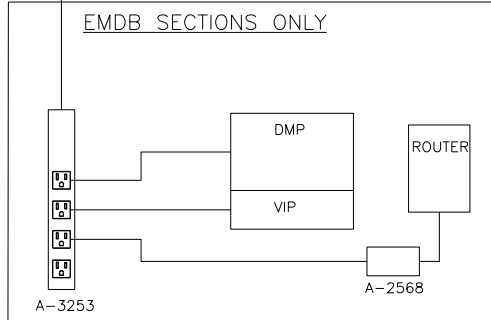 EMDB SECTIONS ONLY
DMP
VIP
ROUTER
A-2568
A-3253